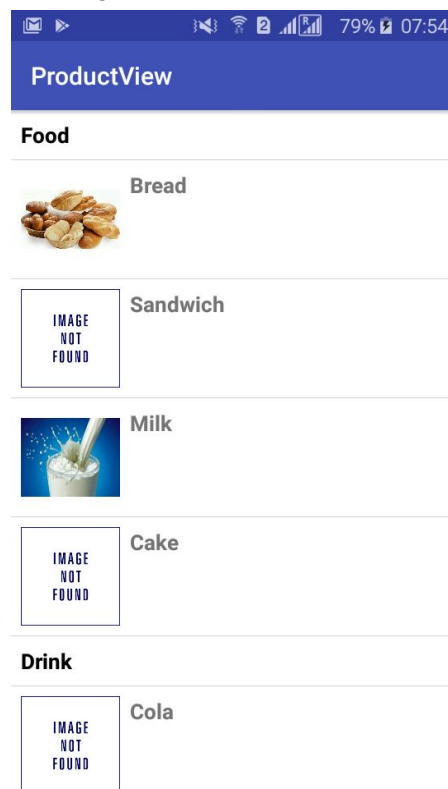 2 R 79% 07:54
ProductView
Food
Bread
IMAGE
NOT
FOUND
Sandwich
Milk
IMAGE
NOT
FOUND
Cake
Drink
IMAGE
NOT
FOUND
Cola